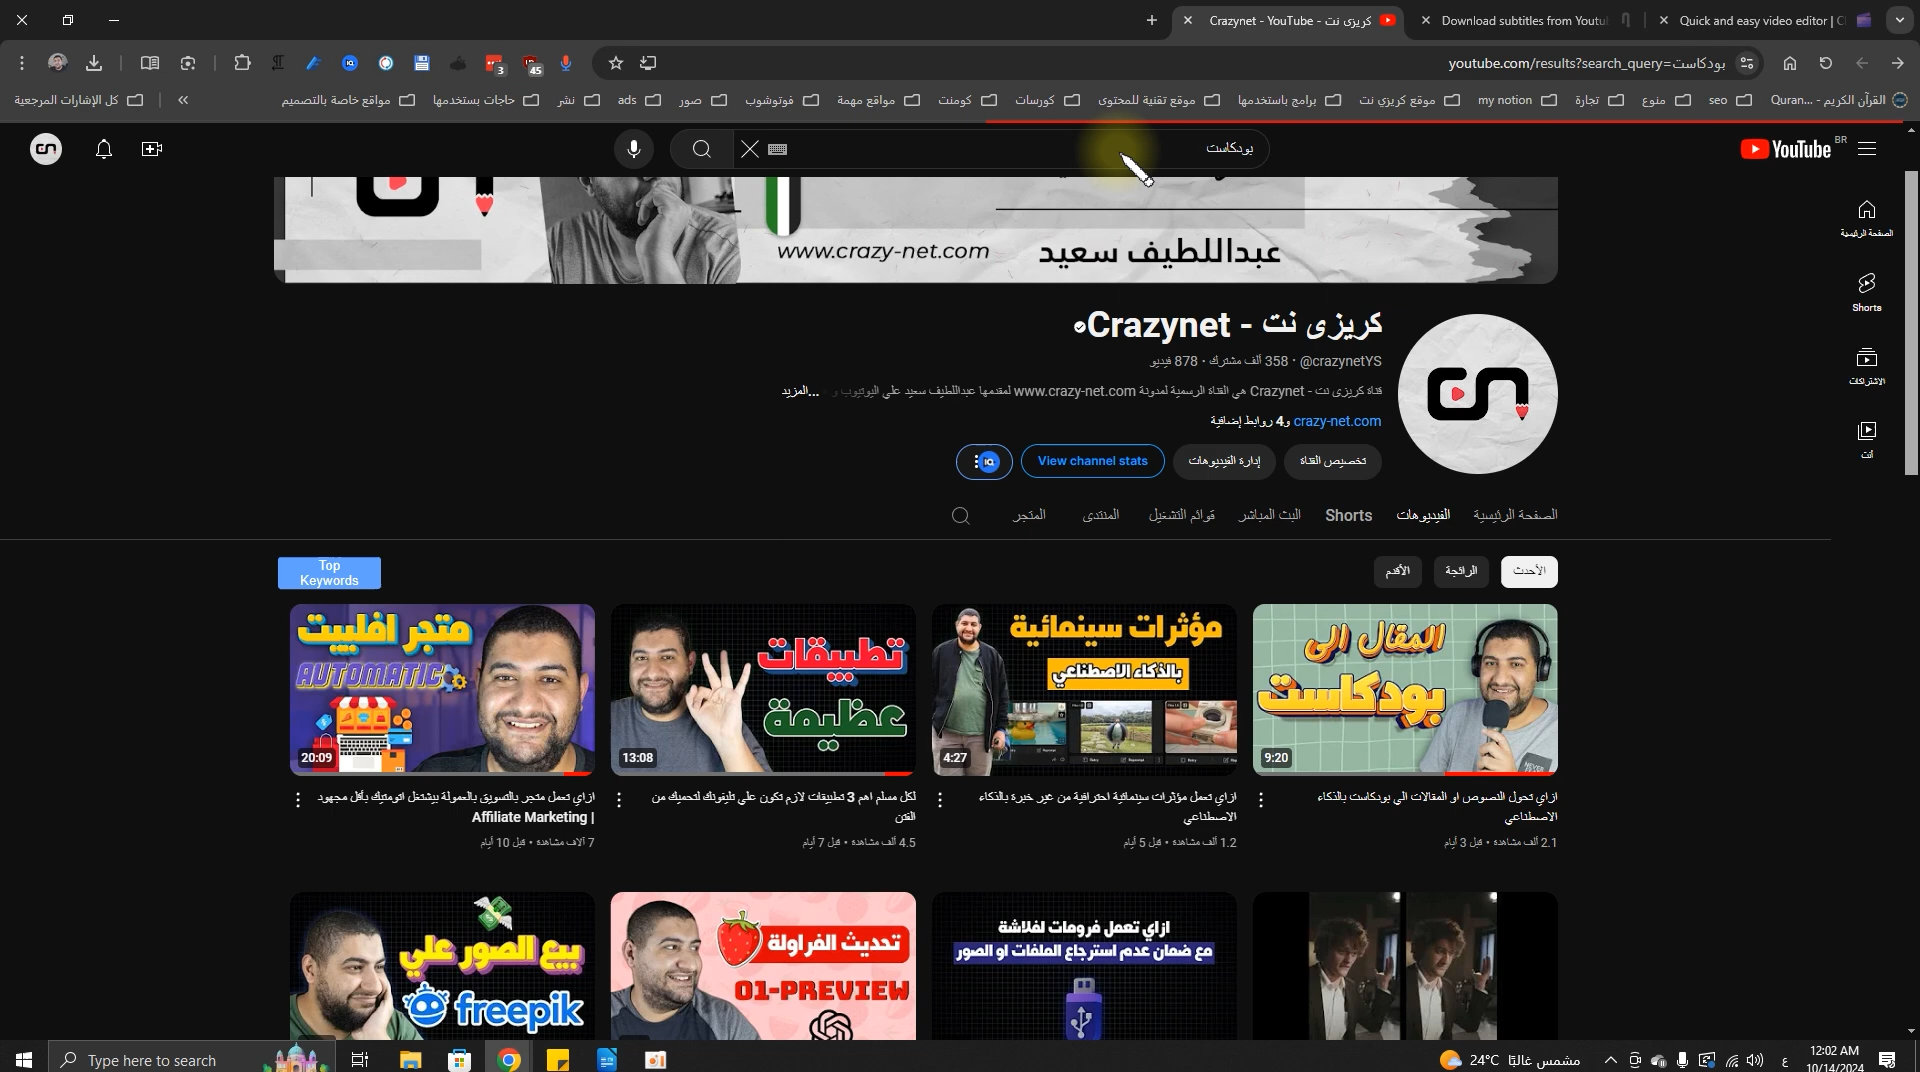 Crazynet - YouTube - كريزى نت
Download subtitles from Youtu
Quick and easy video editor | C
3
45
youtube.com/results?search_query=بودكاست
القرآن الكريم - ...Quran
seo
منوع
تجارة
my notion
موقع كريزي نت
برامج باستخدمها
موقع تقنية للمحتوى
كورسات
كومنت
مواقع مهمة
فوتوشوب
صور
ads
نشر
حاجات بستخدمها
مواقع خاصة بالتصميم
كل الإشارات المرجعية
YouTube BR
بودكاست
cn
www.crazy-net.com
عبداللطيف سعيد
الصفحة الرئيسية
Shorts
الاشتراكات
أنت
كريزى نت - Crazynet
@crazynetYS · 358 ألف مشترك · 878 فيديو
قناة كريزى نت - Crazynet هي القناة الرسمية لمدونة www.crazy-net.com لمقدمها عبداللطيف سعيد علي اليوتيوب و ...المزيد
crazy-net.com و4 روابط إضافية
تخصيص القناة
إدارة الفيديوهات
View channel stats
الصفحة الرئيسية
الفيديوهات
Shorts
البث المباشر
قوائم التشغيل
المنتدى
المتجر
الأحدث
الرائجة
الأقدم
Top
Keywords
المقال الى
بودكاست
9:20
ازاي تحول النصوص او المقالات الي بودكاست بالذكاء
الاصطناعي
2.1 ألف مشاهدة · قبل 3 أيام
مؤثرات سينمائية
بالذكاء الاصطناعي
4:27
ازاي تعمل مؤثرات سينمائية احترافية من غير خبرة بالذكاء
الاصطناعي
1.2 ألف مشاهدة · قبل 5 أيام
تطبيقات
عظيمة
13:08
لكل مسلم اهم 3 تطبيقات لازم تكون علي تليفونك لتحميك من
الفتن
4.5 ألف مشاهدة · قبل 7 أيام
متجر افلييت
AUTOMATIC
20:09
ازاي تعمل متجر بالتسويق بالعمولة بيشتغل اتومتيك بأقل مجهود
| Affiliate Marketing
7 آلاف مشاهدة · قبل 10 أيام
ازاي تعمل فرومات لفلاشة
مع ضمان عدم استرجاع الملفات او الصور
تحديث الفراولة
O1-PREVIEW
بيع الصور علي
freepik
Type here to search
24°C مشمس غالبًا
ع
12:02 AM
10/14/2024